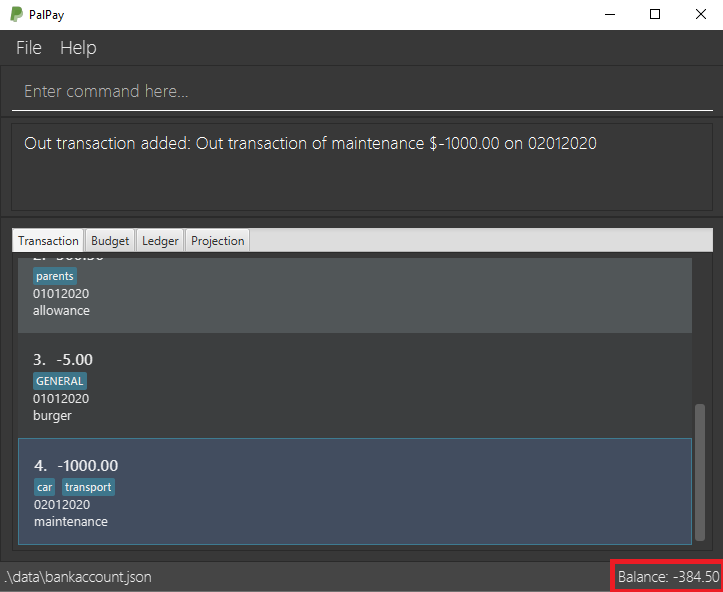 PalPay
File Help
Enter command here...
Out transaction added: Out transaction of maintenance $-1000.00 on 02012020
Transaction Budget Ledger Projection
parents
01012020
allowance
3. -5.00
GENERAL
01012020
burger
4. -1000.00
car transport
02012020
maintenance
.\data\bankaccount.json
Balance: -384.50